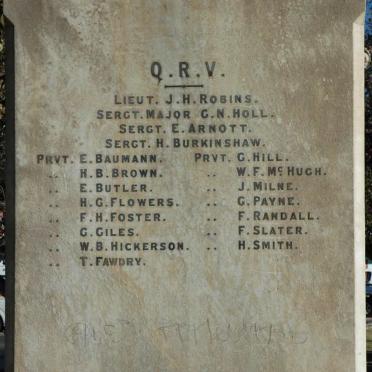 Q.R.V.
LIEUT. J.H. ROBINS.
SERGT. MAJOR G.N. HOLL.
SERGT. E. ARNOTT.
SERGT. H. BURKINSHAW.
PRVT. E. BAUMANN. PRVT. G. HILL.
„ H.B. BROWN. „ W.F. McHUGH.
„ E. BUTLER. „ J. MILNE.
„ H.G. FLOWERS. „ G. PAYNE.
„ F.H. FOSTER. „ F. RANDALL.
„ G. GILES. „ F. SLATER.
„ W.B. HICKERSON. „ H. SMITH.
„ T. FAWDRY.